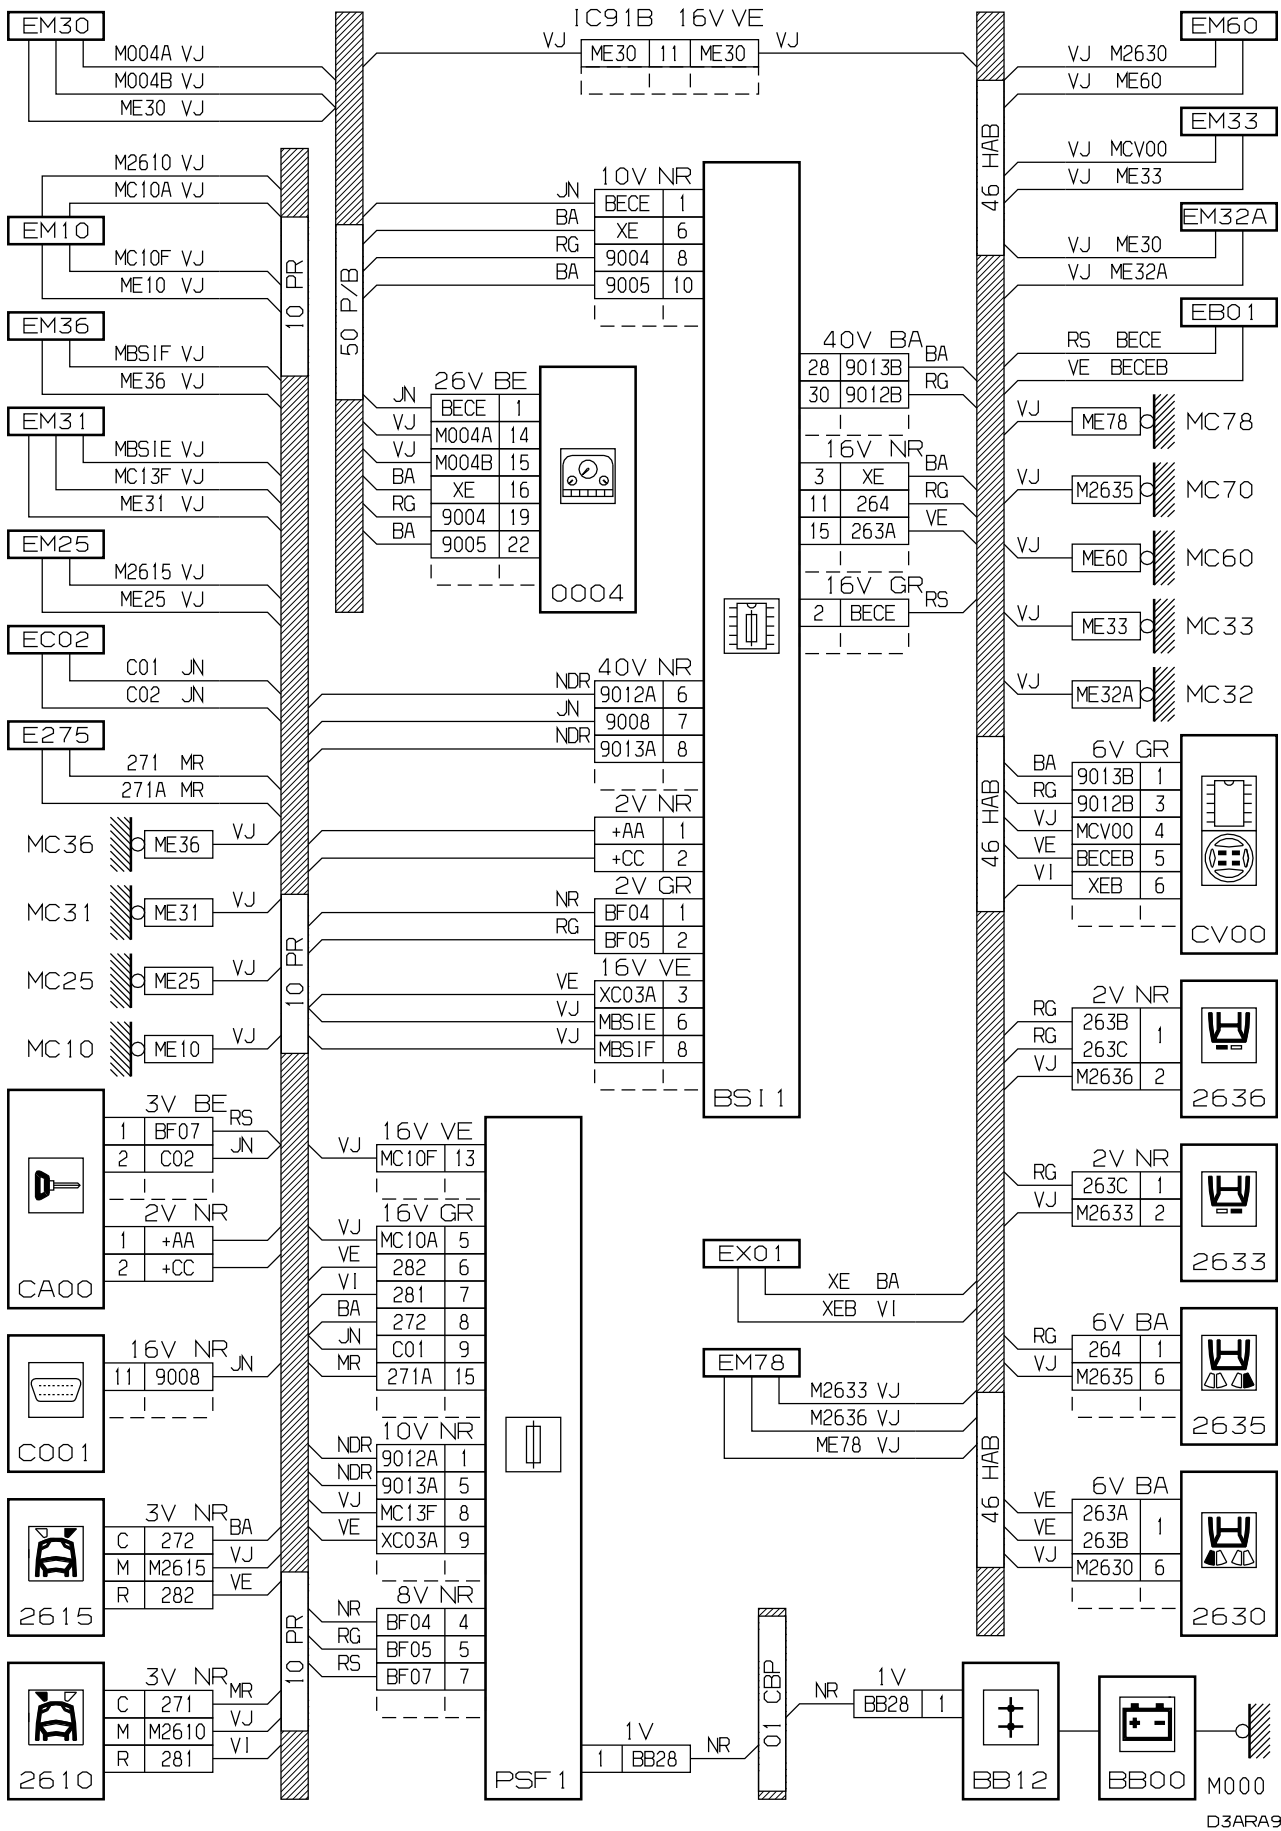 EM30
M004A VJ
M004B VJ
ME30 VJ
M2610 VJ
MC10A VJ
EM10
MC10F VJ
ME10 VJ
EM36
MBSIF VJ
ME36 VJ
EM31
MBSIE VJ
MC13F VJ
ME31 VJ
EM25
M2615 VJ
ME25 VJ
EC02
C01 JN
C02 JN
E275
271 MR
271A MR
MC36 ME36 VJ
MC31 ME31 VJ
MC25 ME25 VJ
MC10 ME10 VJ
3V BE
1 BF07 RS
2 C02 JN
2V NR
1 +AA
2 +CC
CA00
16V NR
11 9008 JN
C001
3V NR
C 272 BA
M M2615 VJ
R 282 VE
2615
3V NR
C 271 MR
M M2610 VJ
R 281 VI
2610
10 PR
10 PR
10 PR
50 P/B
IC91B 16V VE
VJ ME30 11 ME30 VJ
10V NR
JN BECE 1
BA XE 6
RG 9004 8
BA 9005 10
26V BE
JN BECE 1
VJ M004A 14
VJ M004B 15
BA XE 16
RG 9004 19
BA 9005 22
0004
40V NR
NDR 9012A 6
JN 9008 7
NDR 9013A 8
2V NR
+AA 1
+CC 2
2V GR
NR BF04 1
RG BF05 2
16V VE
VE XC03A 3
VJ MBSIE 6
VJ MBSIF 8
BSI1
40V BA
28 9013B BA
30 9012B RG
16V NR
3 XE BA
11 264 RG
15 263A VE
16V GR
2 BECE RS
16V VE
VJ MC10F 13
16V GR
VJ MC10A 5
VE 282 6
VI 281 7
BA 272 8
JN C01 9
MR 271A 15
10V NR
NDR 9012A 1
NDR 9013A 5
VJ MC13F 8
VE XC03A 9
8V NR
NR BF04 4
RG BF05 5
RS BF07 7
PSF1
1V
1 BB28 NR
01 CBP
1V
NR BB28 1
BB12
BB00
M000
EX01
XE BA
XEB VI
EM78
M2633 VJ
M2636 VJ
ME78 VJ
46 HAB
46 HAB
46 HAB
EM60
VJ M2630
VJ ME60
EM33
VJ MCV00
VJ ME33
EM32A
VJ ME30
VJ ME32A
EB01
RS BECE
VE BECEB
VJ ME78 MC78
VJ M2635 MC70
VJ ME60 MC60
VJ ME33 MC33
VJ ME32A MC32
6V GR
BA 9013B 1
RG 9012B 3
VJ MCV00 4
VE BECEB 5
VI XEB 6
CV00
2V NR
RG 263B 1
RG 263C
VJ M2636 2
2636
2V NR
RG 263C 1
VJ M2633 2
2633
6V BA
RG 264 1
VJ M2635 6
2635
6V BA
VE 263A 1
VE 263B
VJ M2630 6
2630
D3ARA9